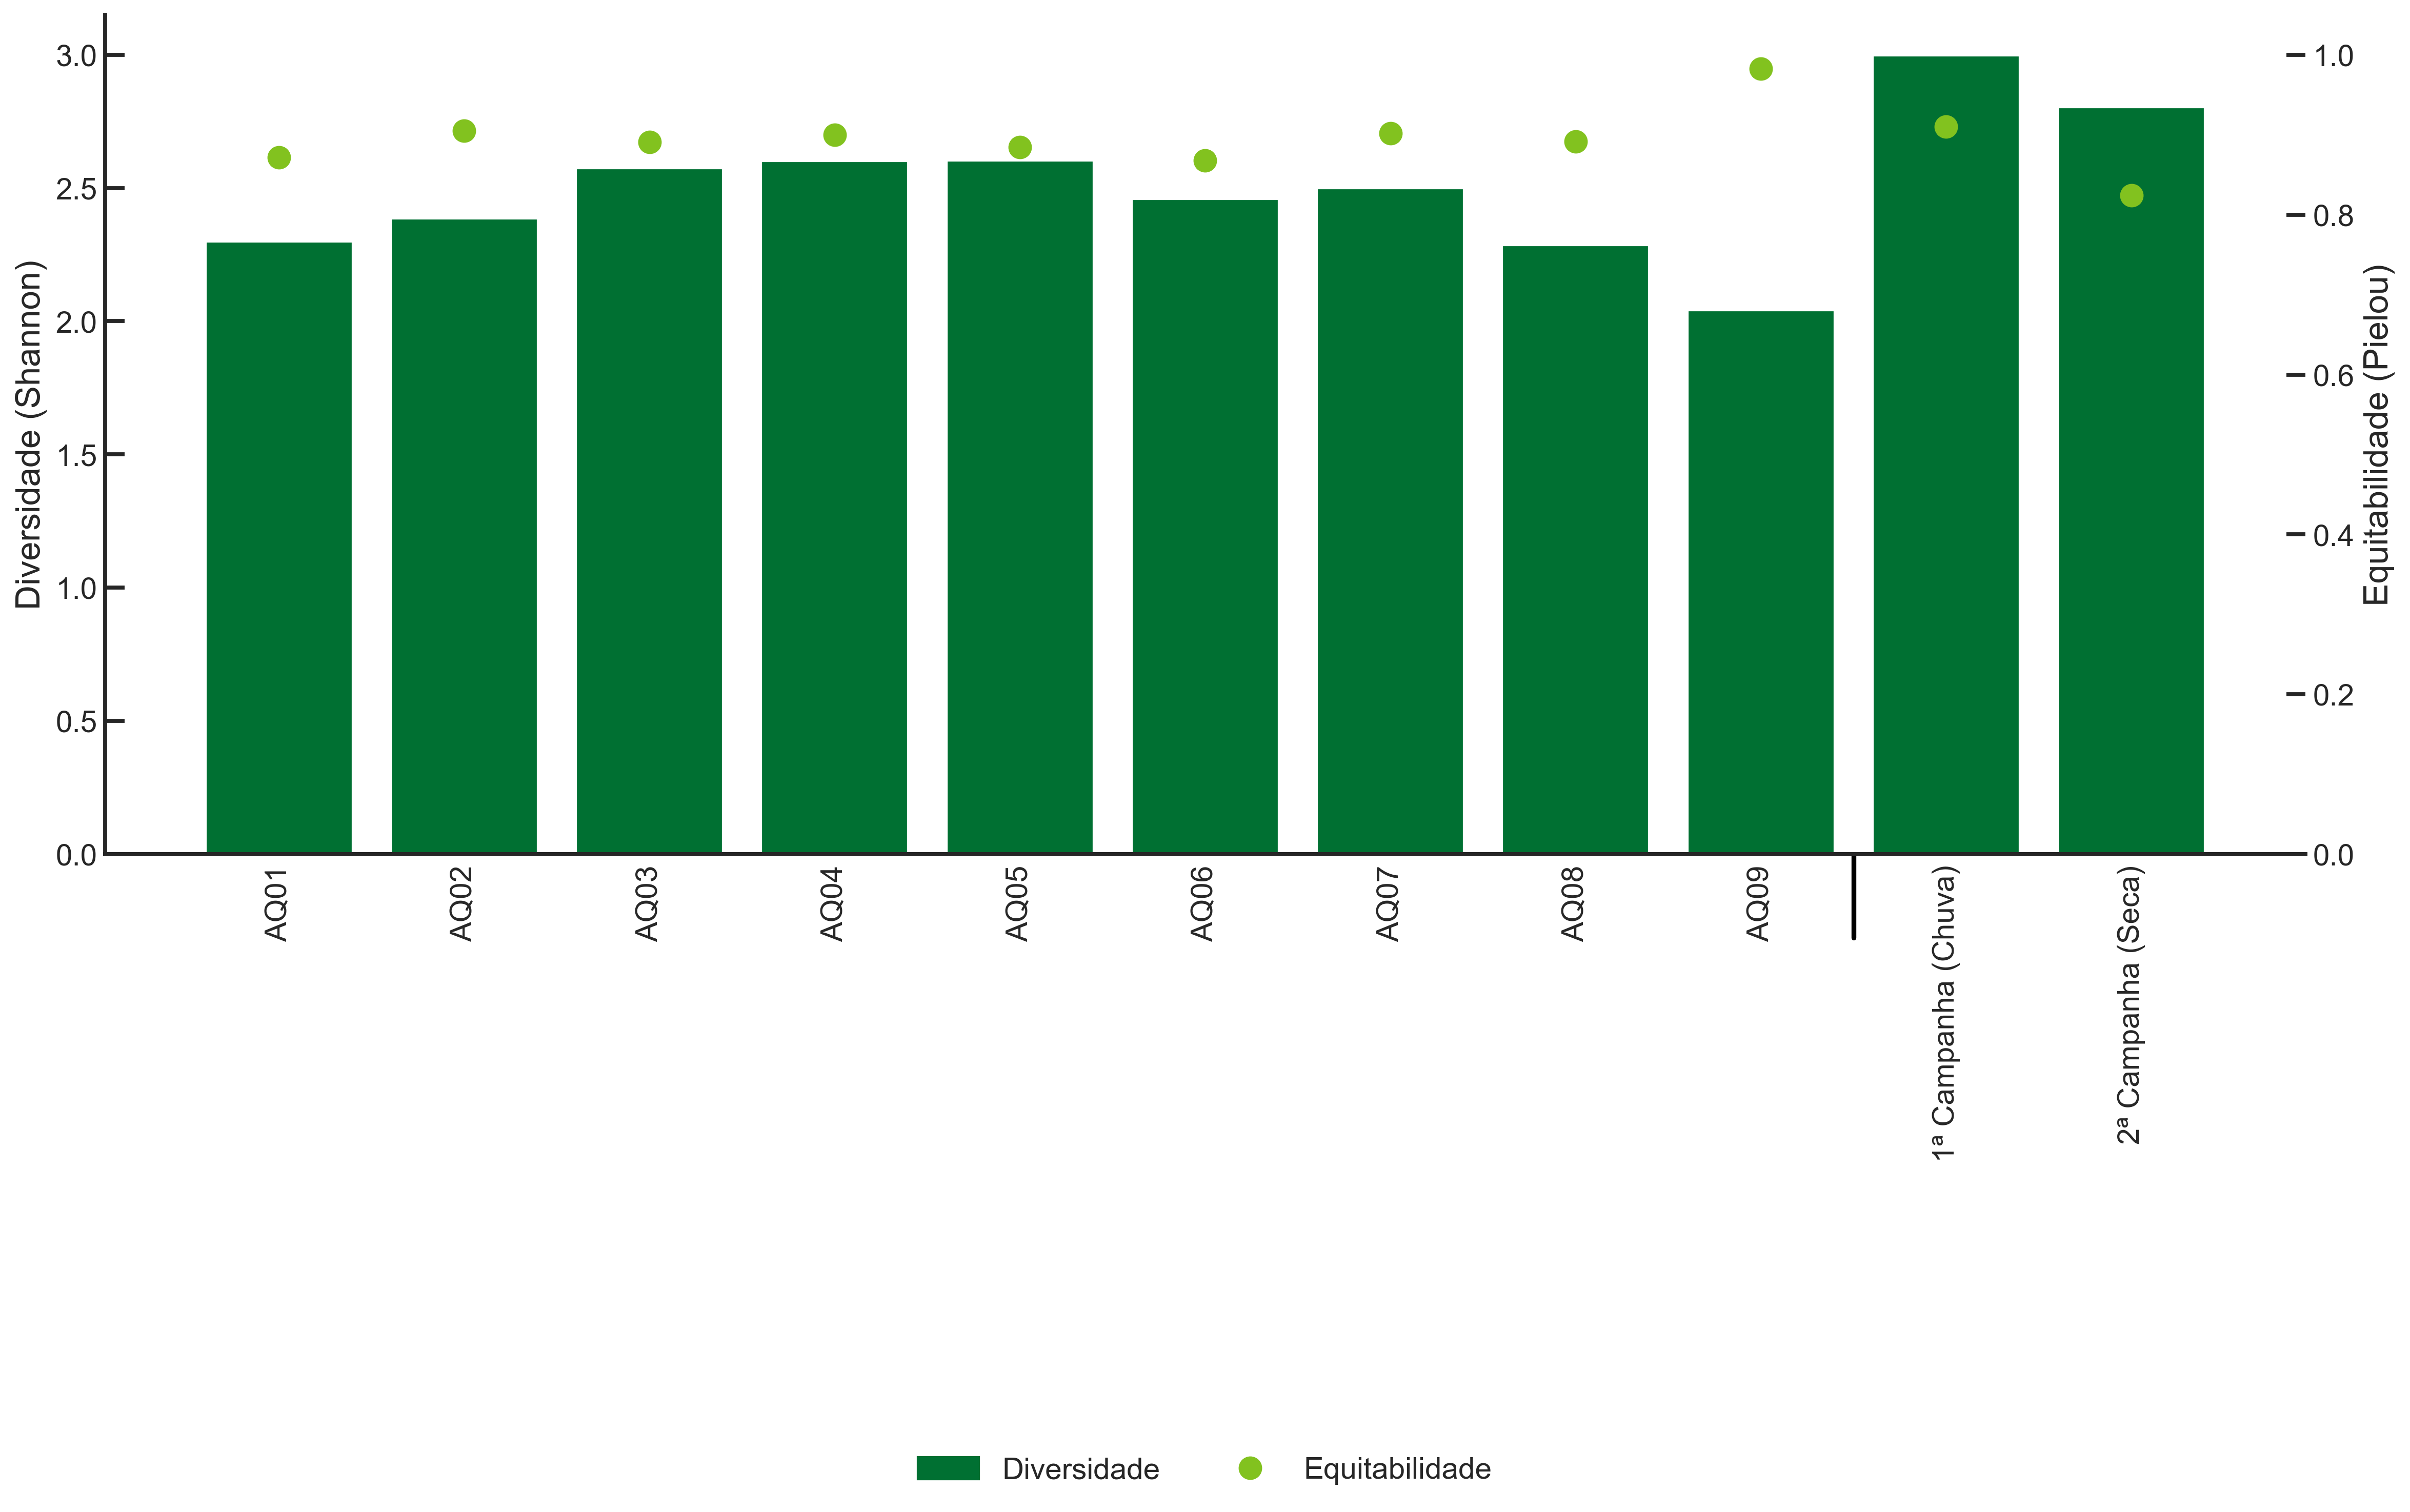 Diversidade (Shannon)
3.0
2.5
2.0
1.5
1.0
0.5
0.0
Equitabilidade (Pielou)
1.0
0.8
0.6
0.4
0.2
0.0
AQ01
AQ02
AQ03
AQ04
AQ05
AQ06
AQ07
AQ08
AQ09
1ª Campanha (Chuva)
2ª Campanha (Seca)
Diversidade
Equitabilidade